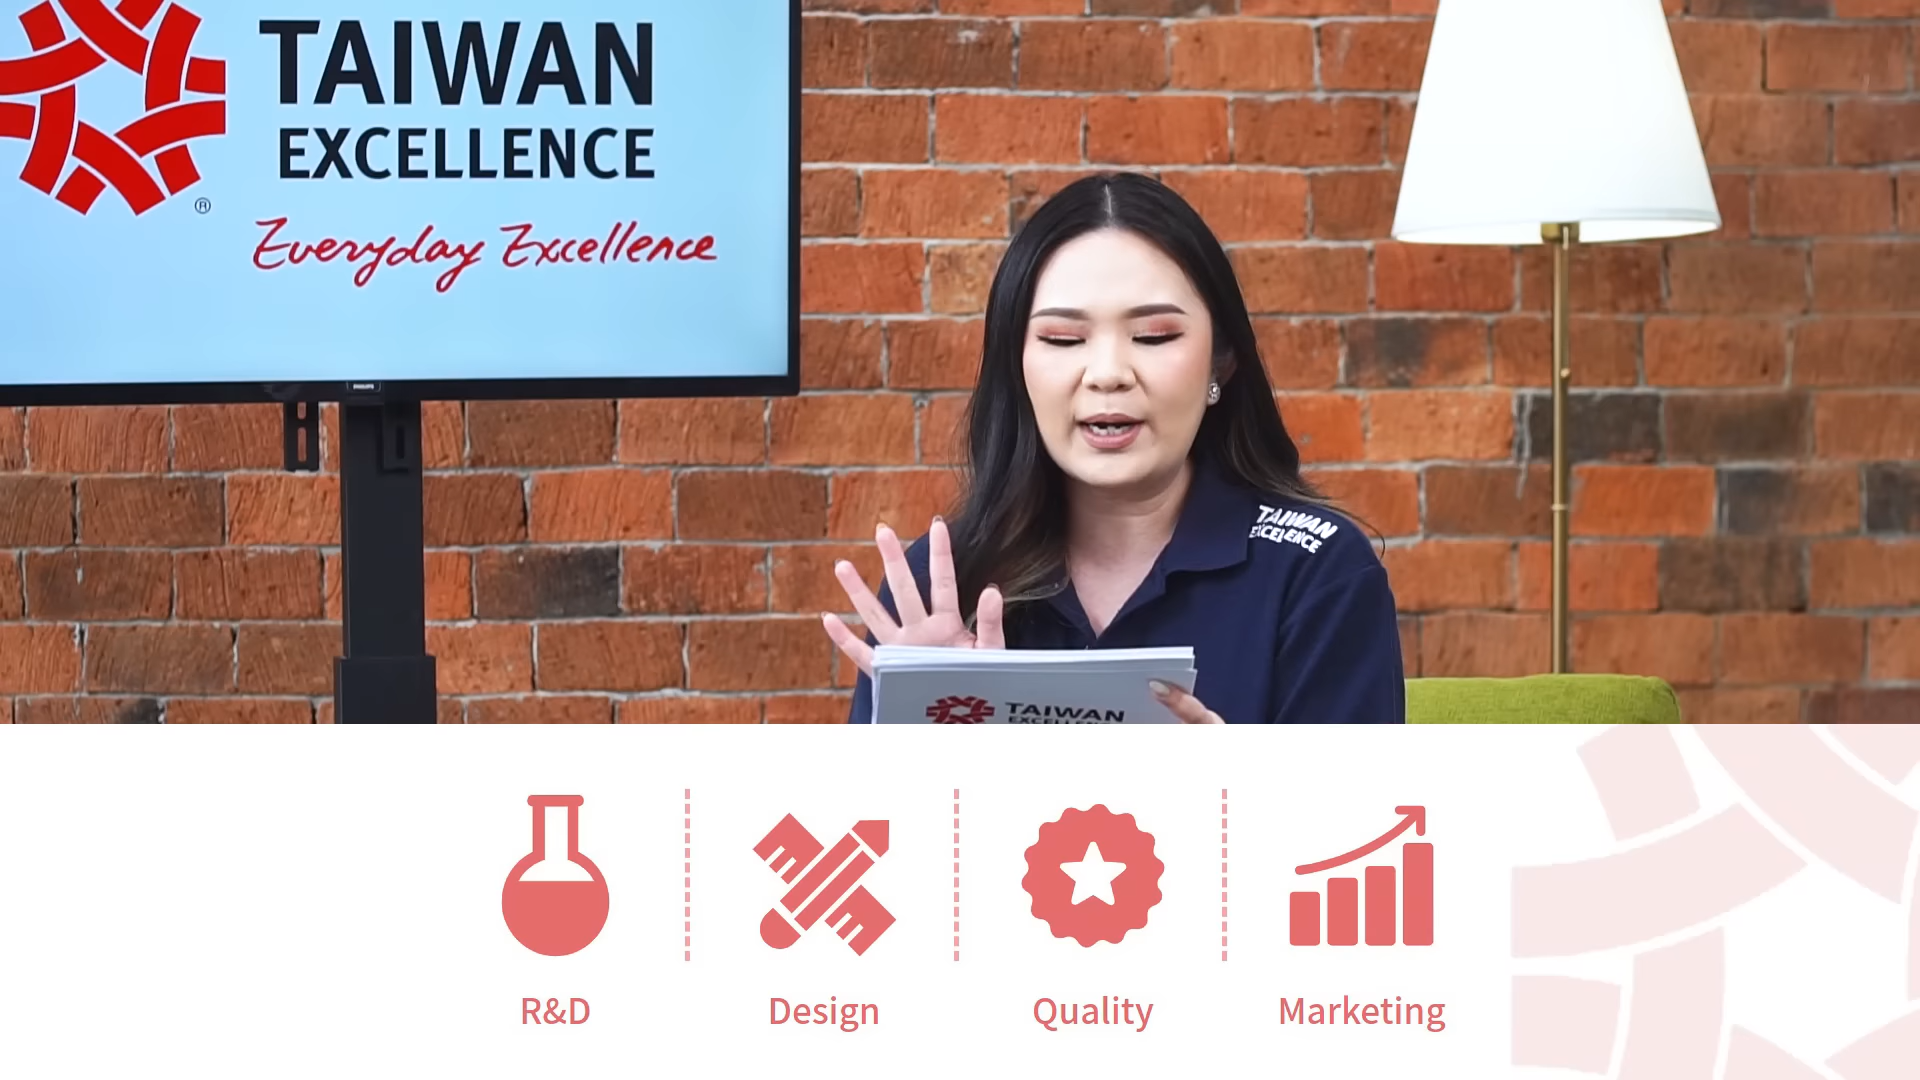 TAIWAN
EXCELLENCE
®
Everyday Excellence
TAIWAN
EXCELLENCE
TAIWAN
R&D
Design
Quality
Marketing